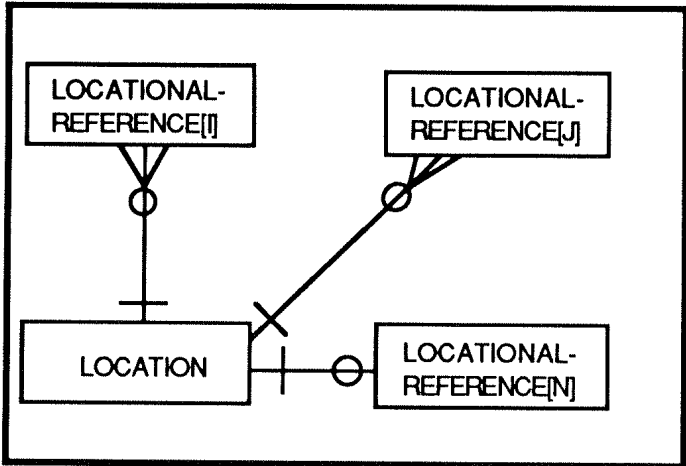 LOCATIONAL-
REFERENCE[I]
LOCATIONAL-
REFERENCE[J]
LOCATION
LOCATIONAL-
REFERENCE[N]